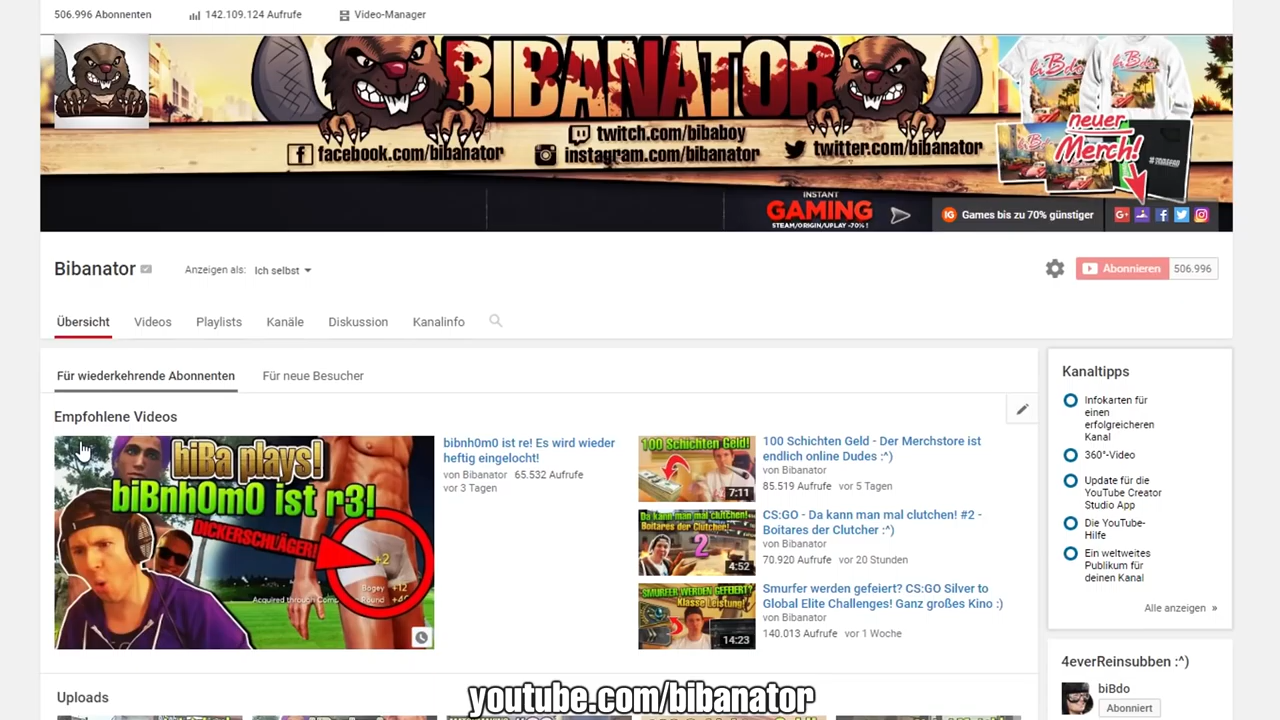 506.996 Abonnenten
142.109.124 Aufrufe
Video-Manager
BIBANATOR
twitch.com/bibaboy
facebook.com/bibanator
instagram.com/bibanator
twitter.com/bibanator
biBdo
neuer
Merch!
INSTANT
GAMING
STEAM/ORIGIN/UPLAY -70% !
IG Games bis zu 70% günstiger
Bibanator
Anzeigen als: Ich selbst
Abonnieren 506.996
Übersicht
Videos
Playlists
Kanäle
Diskussion
Kanalinfo
Für wiederkehrende Abonnenten
Für neue Besucher
Empfohlene Videos
biBa plays!
biBnh0m0 ist r3!
DICKERSCHLÄGER!
+2
Bogey +12
Round
Acquired through
bibnh0m0 ist re! Es wird wieder
heftig eingelocht!
von Bibanator 65.532 Aufrufe
vor 3 Tagen
100 Schichten Geld!
7:11
100 Schichten Geld - Der Merchstore ist
endlich online Dudes :^)
von Bibanator
85.519 Aufrufe vor 5 Tagen
Da kann man mal clutchen!
Boitares der Clutcher!
2
4:52
CS:GO - Da kann man mal clutchen! #2 -
Boitares der Clutcher :^)
von Bibanator
70.920 Aufrufe vor 20 Stunden
SMURFER WERDEN GEFEIERT?
Klasse Leistung!
14:23
Smurfer werden gefeiert? CS:GO Silver to
Global Elite Challenges! Ganz großes Kino :)
von Bibanator
140.013 Aufrufe vor 1 Woche
Kanaltipps
Infokarten für
einen
erfolgreicheren
Kanal
360°-Video
Update für die
YouTube Creator
Studio App
Die YouTube-
Hilfe
Ein weltweites
Publikum für
deinen Kanal
Alle anzeigen »
4everReinsubben :^)
biBdo
Abonniert
Uploads
youtube.com/bibanator